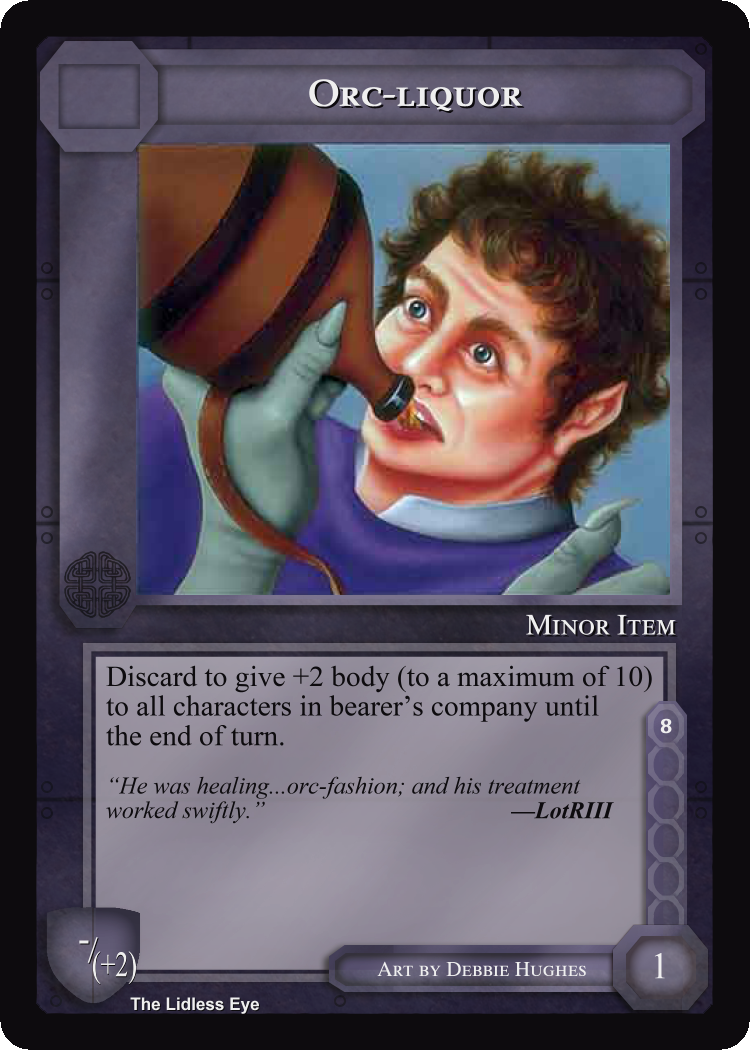 Orc-liquor
Minor Item
Discard to give +2 body (to a maximum of 10)
to all characters in bearer's company until
the end of turn.
8
“He was healing...orc-fashion; and his treatment
worked swiftly.” —LotRIII
-/(+2)
Art by Debbie Hughes
1
The Lidless Eye